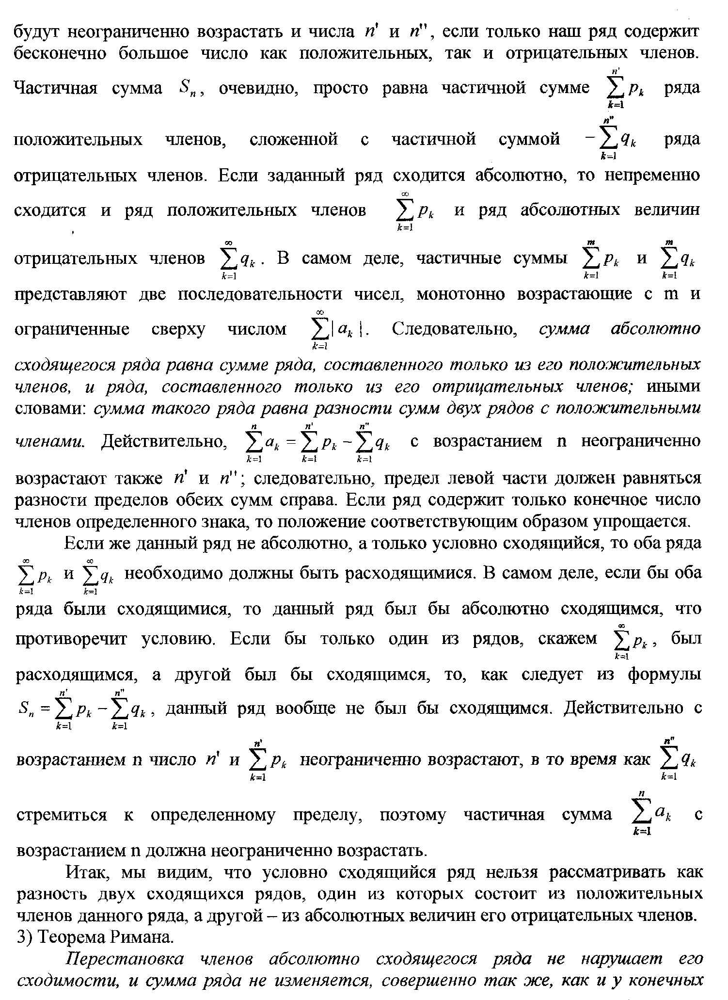 будут неограниченно возрастать и числа n' и n'', если только наш ряд содержит
бесконечно большое число как положительных, так и отрицательных членов.
Частичная сумма Sₙ, очевидно, просто равна частичной сумме $\sum_{k=1}^{n'} p_k$ ряда
положительных членов, сложенной с частичной суммой $-\sum_{k=1}^{n''} q_k$ ряда
отрицательных членов. Если заданный ряд сходится абсолютно, то непременно
сходится и ряд положительных членов $\sum_{k=1}^{\infty} p_k$ и ряд абсолютных величин
отрицательных членов $\sum_{k=1}^{\infty} q_k$. В самом деле, частичные суммы $\sum_{k=1}^{m} p_k$ и $\sum_{k=1}^{m} q_k$
представляют две последовательности чисел, монотонно возрастающие с m и
ограниченные сверху числом $\sum_{k=1}^{\infty} |a_k|$. Следовательно, сумма абсолютно
сходящегося ряда равна сумме ряда, составленного только из его положительных
членов, и ряда, составленного только из его отрицательных членов; иными
словами: сумма такого ряда равна разности сумм двух рядов с положительными
членами. Действительно, $\sum_{k=1}^{n} a_k = \sum_{k=1}^{n'} p_k - \sum_{k=1}^{n''} q_k$ с возрастанием n неограниченно
возрастают также n' и n''; следовательно, предел левой части должен равняться
разности пределов обеих сумм справа. Если ряд содержит только конечное число
членов определенного знака, то положение соответствующим образом упрощается.
Если же данный ряд не абсолютно, а только условно сходящийся, то оба ряда
$\sum_{k=1}^{\infty} p_k$ и $\sum_{k=1}^{\infty} q_k$ необходимо должны быть расходящимися. В самом деле, если бы оба
ряда были сходящимися, то данный ряд был бы абсолютно сходящимся, что
противоречит условию. Если бы только один из рядов, скажем $\sum_{k=1}^{\infty} p_k$, был
расходящимся, а другой был бы сходящимся, то, как следует из формулы
$S_n = \sum_{k=1}^{n'} p_k - \sum_{k=1}^{n''} q_k$, данный ряд вообще не был бы сходящимся. Действительно с
возрастанием n число n' и $\sum_{k=1}^{n'} p_k$ неограниченно возрастают, в то время как $\sum_{k=1}^{n''} q_k$
стремиться к определенному пределу, поэтому частичная сумма $\sum_{k=1}^{n} a_k$ с
возрастанием n должна неограниченно возрастать.
Итак, мы видим, что условно сходящийся ряд нельзя рассматривать как
разность двух сходящихся рядов, один из которых состоит из положительных
членов данного ряда, а другой – из абсолютных величин его отрицательных членов.
3) Теорема Римана.
Перестановка членов абсолютно сходящегося ряда не нарушает его
сходимости, и сумма ряда не изменяется, совершенно так же, как и у конечных